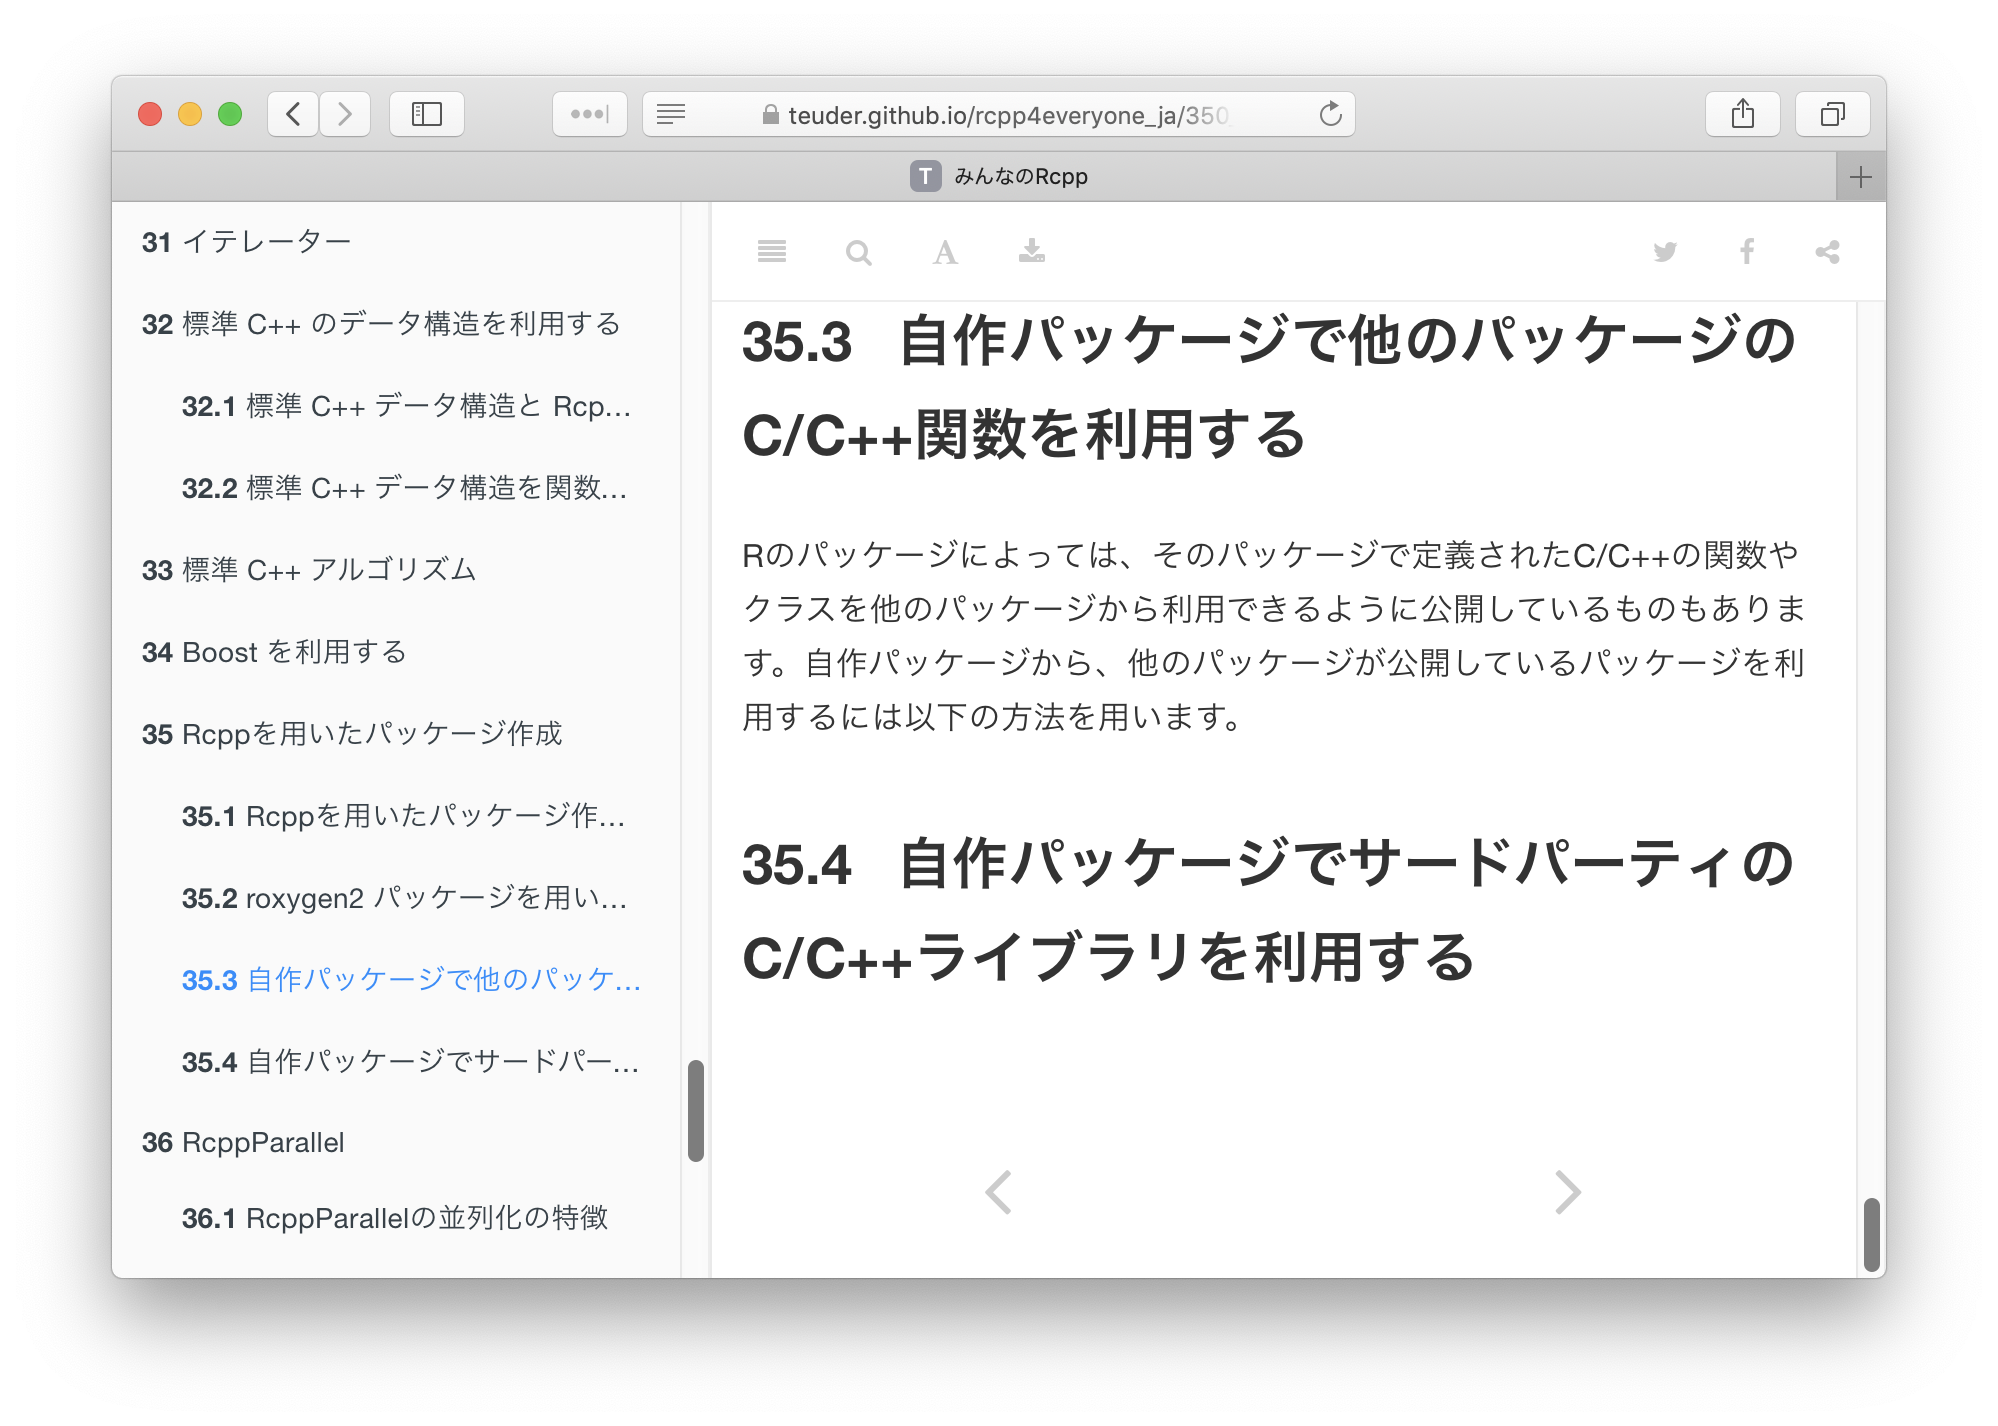 teuder.github.io/rcpp4everyone_ja/350
T みんなのRcpp
31 イテレーター
32 標準 C++ のデータ構造を利用する
32.1 標準 C++ データ構造と Rcp…
32.2 標準 C++ データ構造を関数…
33 標準 C++ アルゴリズム
34 Boost を利用する
35 Rcppを用いたパッケージ作成
35.1 Rcppを用いたパッケージ作…
35.2 roxygen2 パッケージを用い…
35.3 自作パッケージで他のパッケ…
35.4 自作パッケージでサードパー…
36 RcppParallel
36.1 RcppParallelの並列化の特徴
A
35.3 自作パッケージで他のパッケージの
C/C++関数を利用する
Rのパッケージによっては、そのパッケージで定義されたC/C++の関数や
クラスを他のパッケージから利用できるように公開しているものもありま
す。自作パッケージから、他のパッケージが公開しているパッケージを利
用するには以下の方法を用います。
35.4 自作パッケージでサードパーティの
C/C++ライブラリを利用する